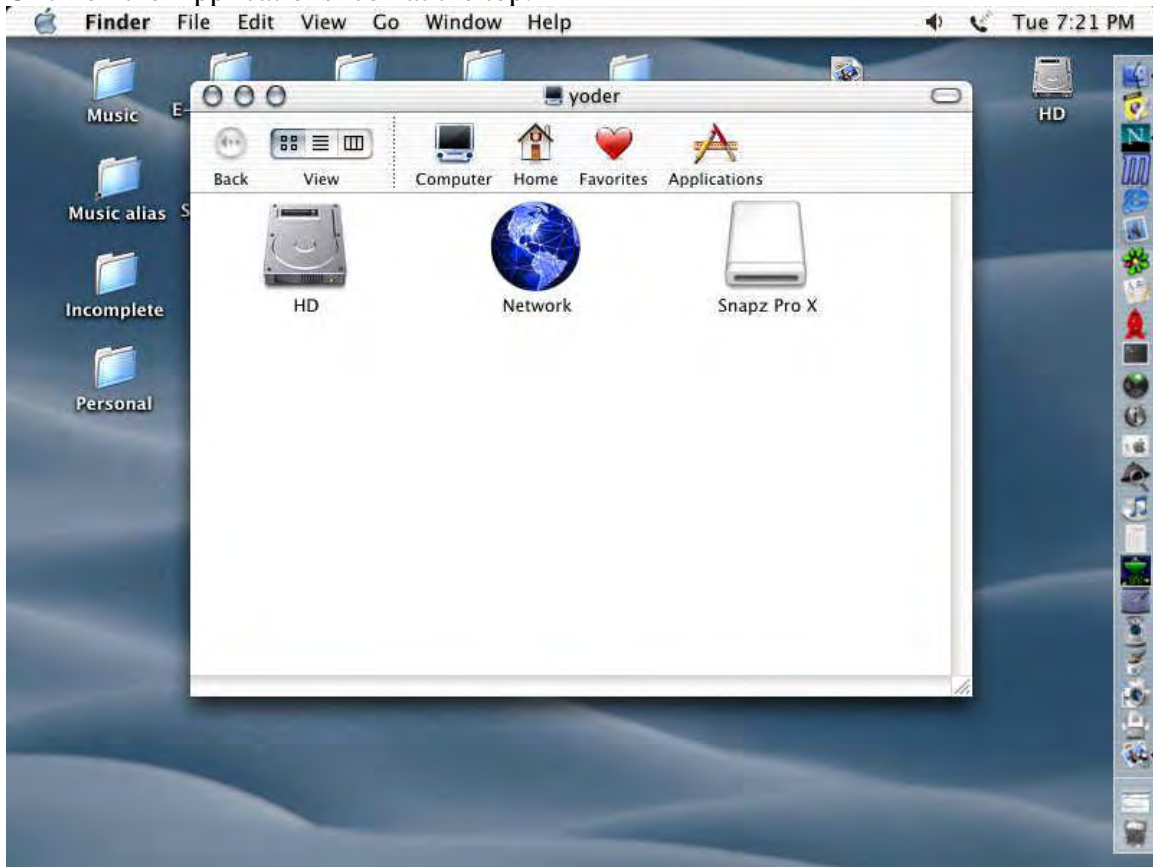 Finder File Edit View Go Window Help Tue 7:21 PM
Music
E-
HD
yoder
Back View Computer Home Favorites Applications
Music alias
S
HD Network Snapz Pro X
Incomplete
Personal